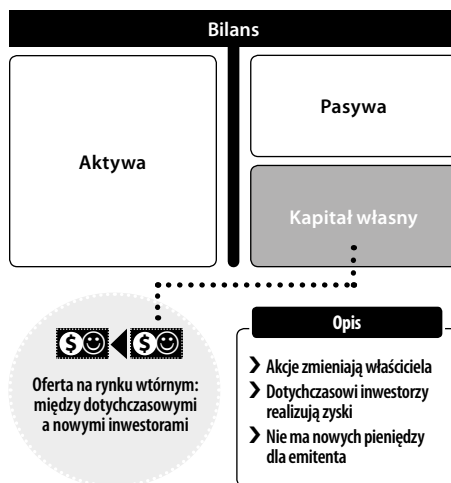 Bilans
Aktywa
Pasywa
Kapitał własny
$ $
Oferta na rynku wtórnym:
między dotychczasowymi
a nowymi inwestorami
Opis
❯ Akcje zmieniają właściciela
❯ Dotychczasowi inwestorzy
realizują zyski
❯ Nie ma nowych pieniędzy
dla emitenta